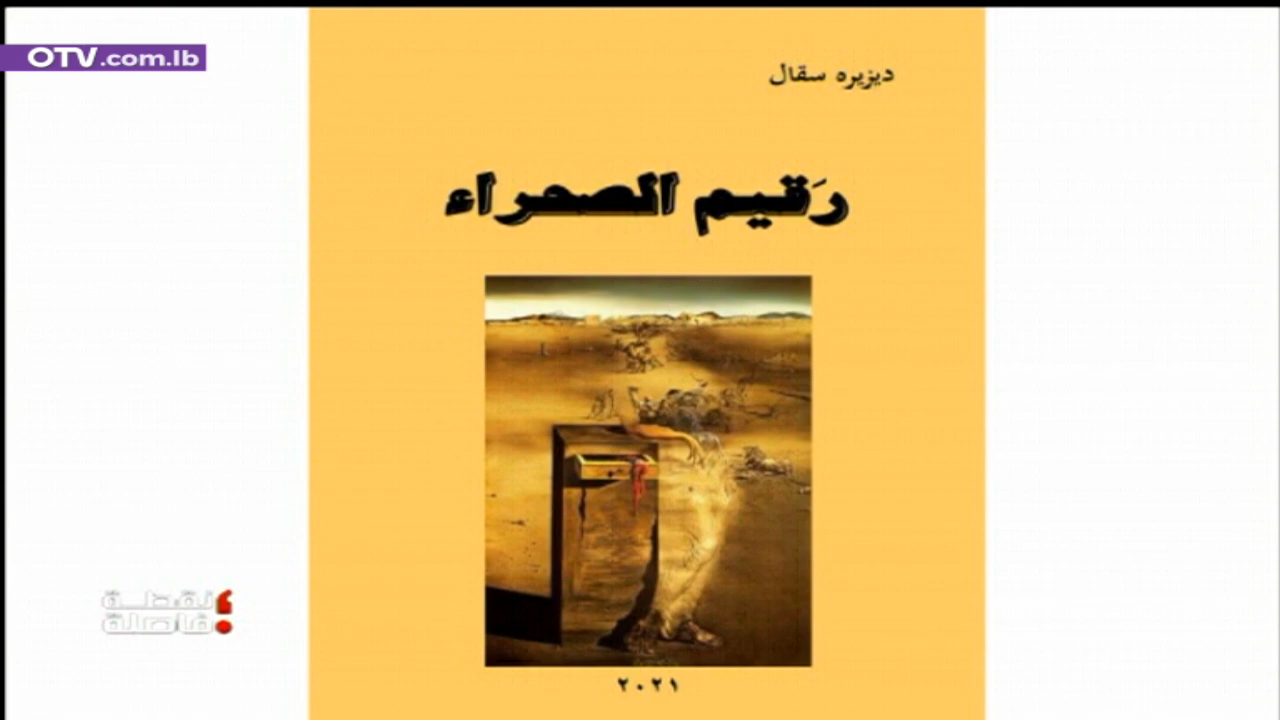 OTV.com.lb
ديزيره سقال
رَقيم الصحراء
نقطة
فاصلة
٢٠٢١